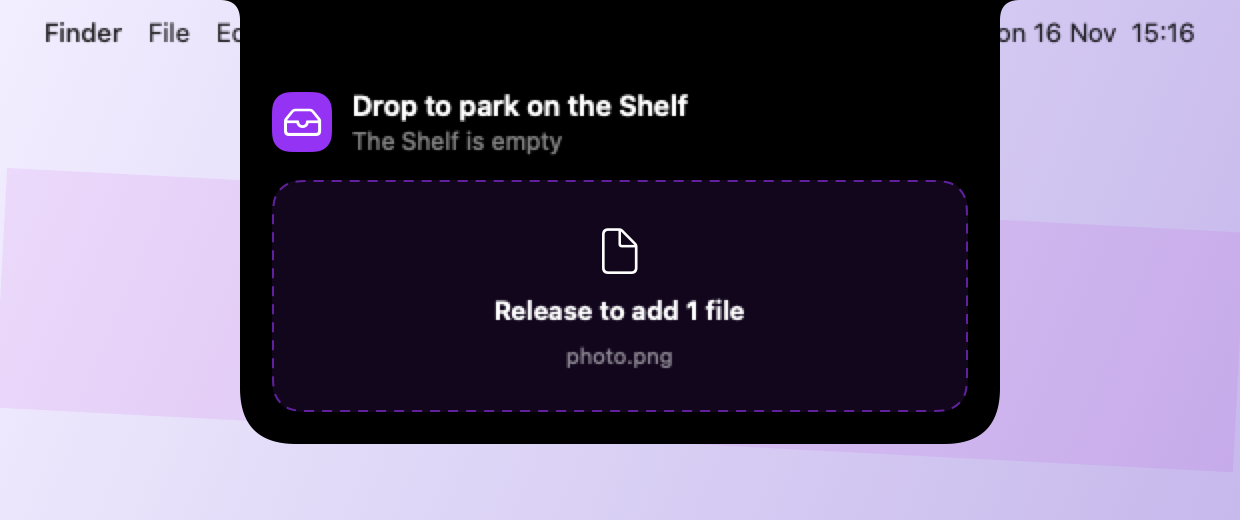 Finder File
16 Nov 15:16
Drop to park on the Shelf
The Shelf is empty
Release to add 1 file
photo.png